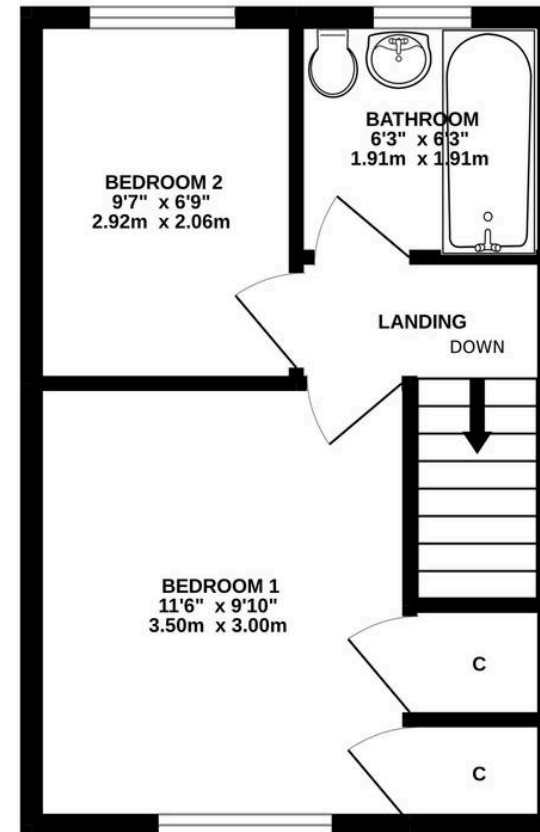 BATHROOM
6'3" x 6'3"
1.91m x 1.91m
BEDROOM 2
9'7" x 6'9"
2.92m x 2.06m
LANDING
DOWN
BEDROOM 1
11'6" x 9'10"
3.50m x 3.00m
C
C